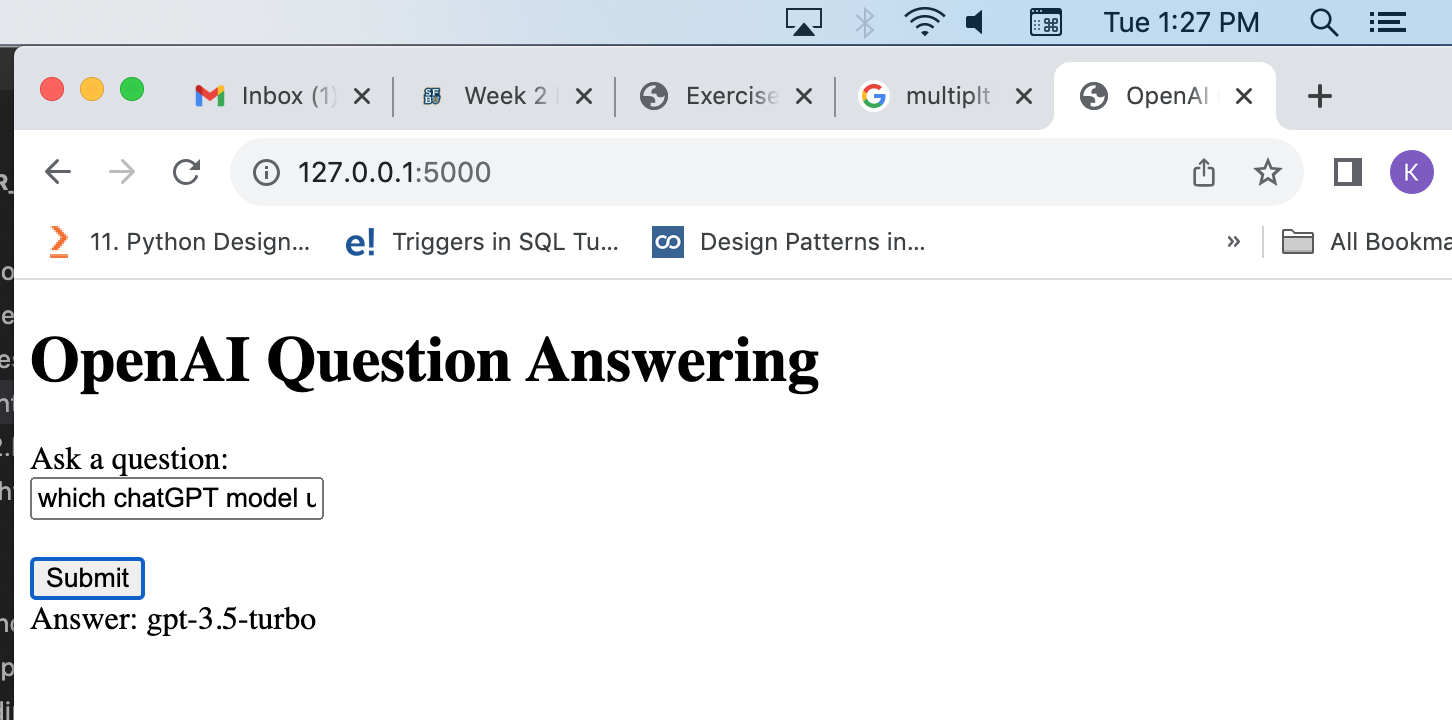 Tue 1:27 PM
Inbox (1)
Week 2
Exercise
multiplt
OpenAI
127.0.0.1:5000
K
11. Python Design...
e! Triggers in SQL Tu...
Design Patterns in...
»
All Bookma
OpenAI Question Answering
Ask a question:
which chatGPT model u
Submit
Answer: gpt-3.5-turbo